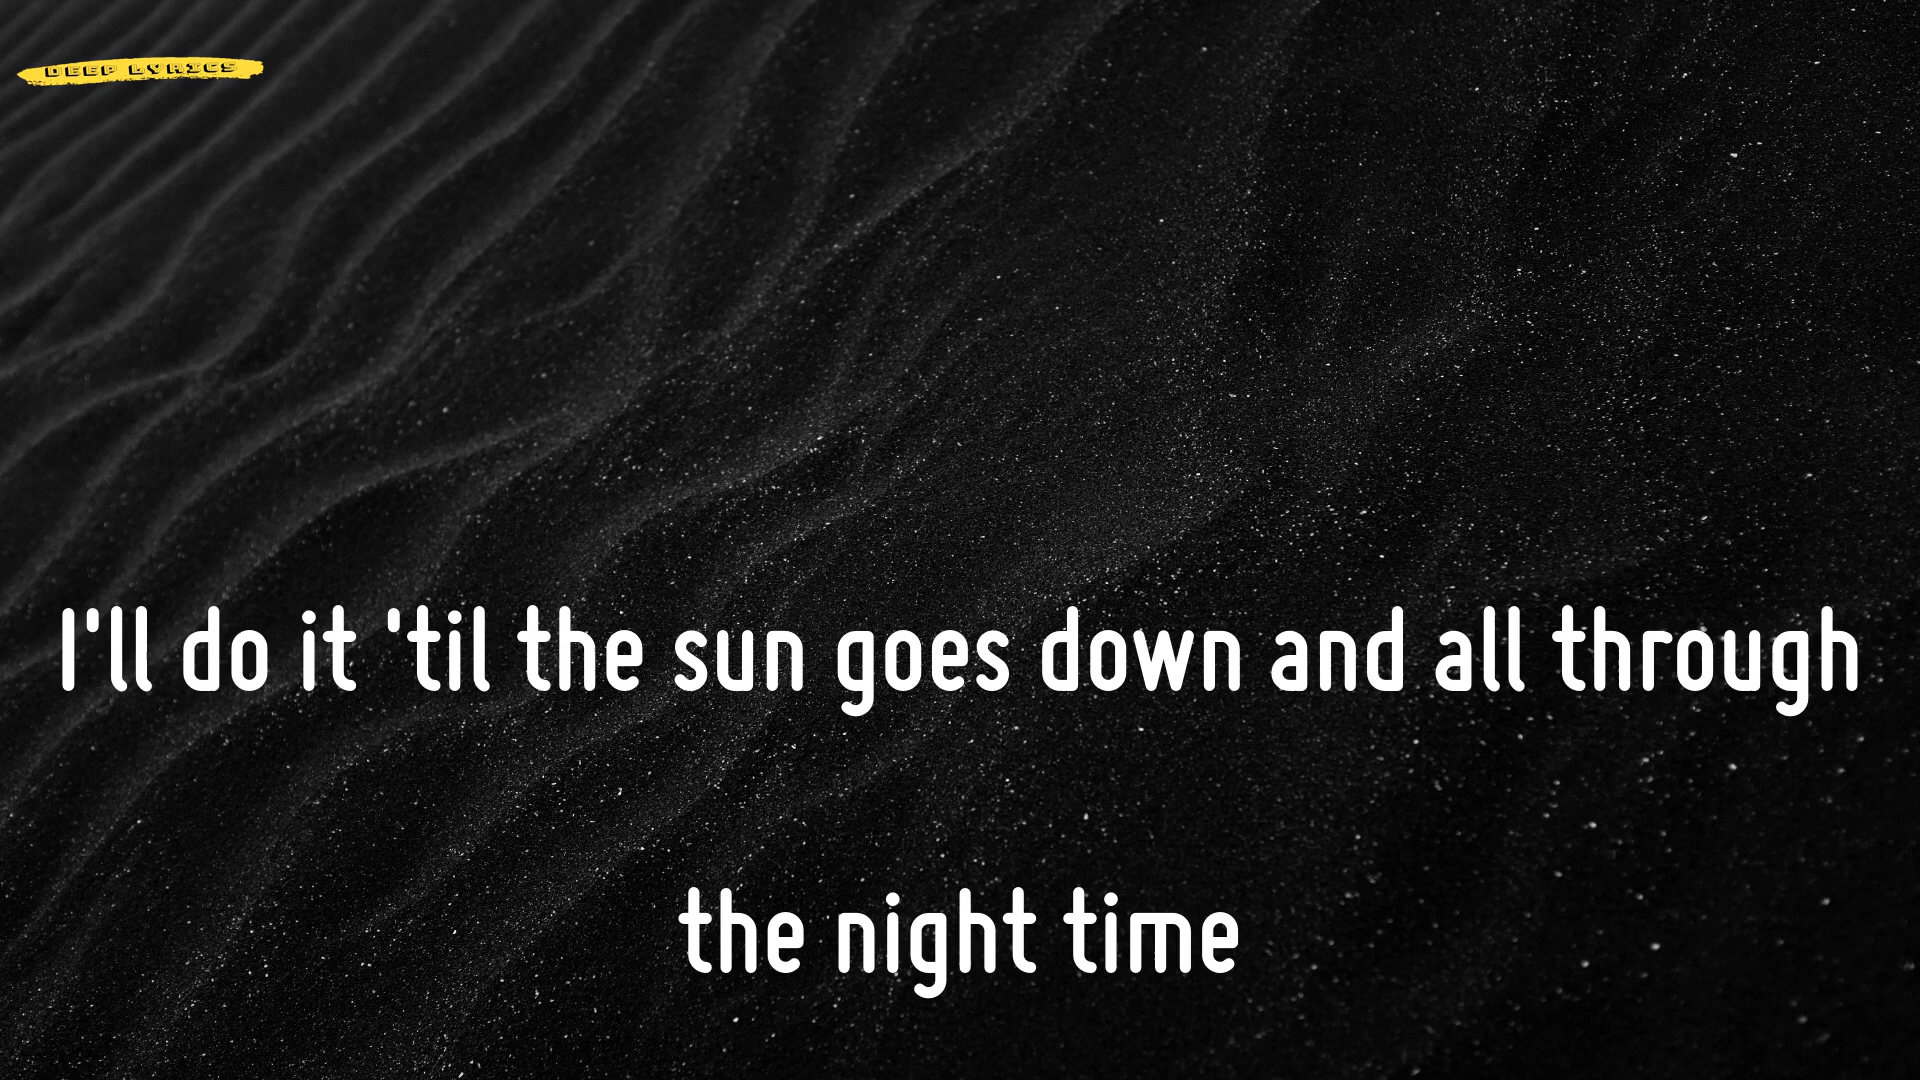 DEEP LYRICS
I'll do it 'til the sun goes down and all through
the night time